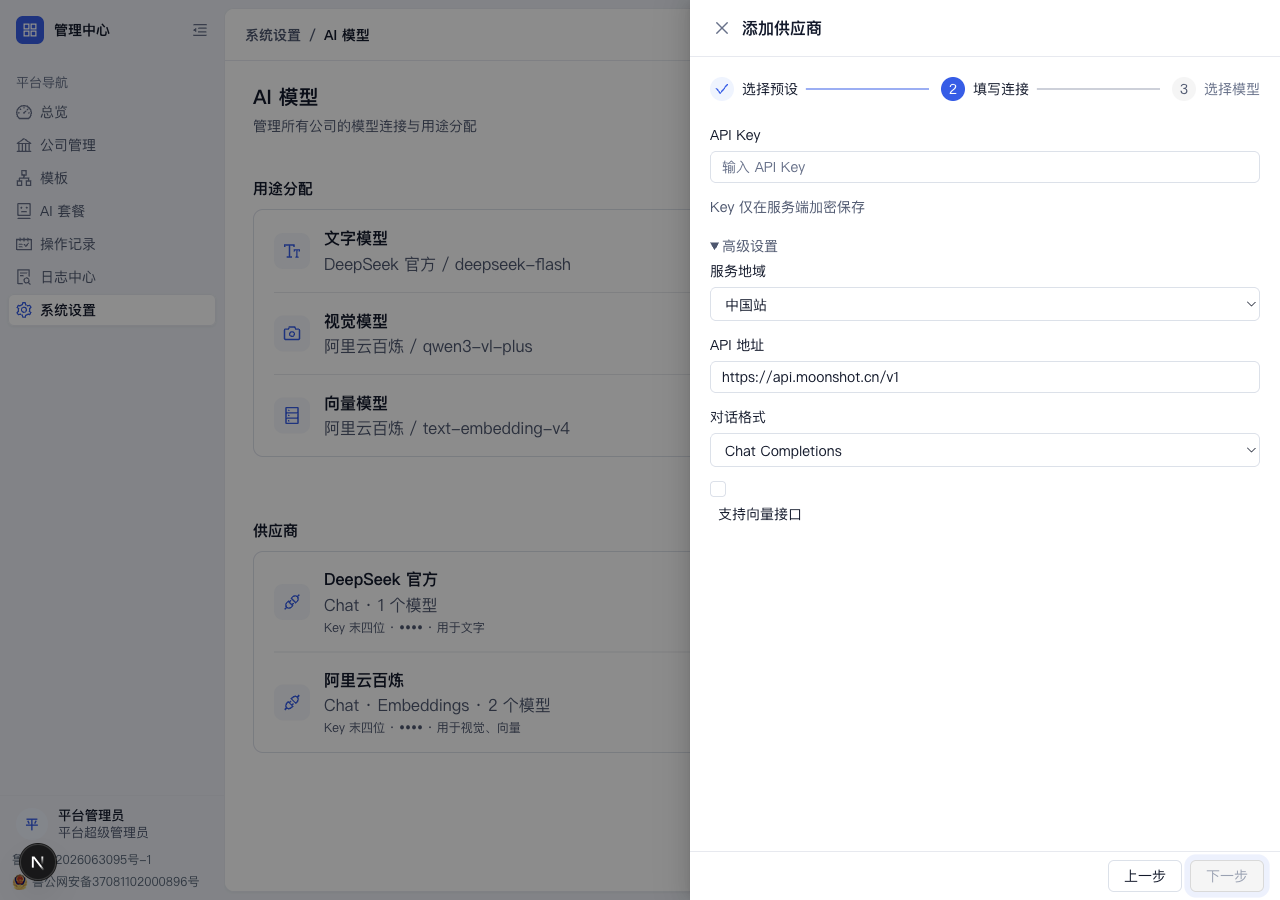 管理中心
平台导航
总览
公司管理
模板
AI 套餐
操作记录
日志中心
系统设置
平
平台管理员
平台超级管理员
2026063095号-1
鲁公网安备37081102000896号
N
系统设置 / AI 模型
AI 模型
管理所有公司的模型连接与用途分配
用途分配
文字模型
DeepSeek 官方 / deepseek-flash
视觉模型
阿里云百炼 / qwen3-vl-plus
向量模型
阿里云百炼 / text-embedding-v4
供应商
DeepSeek 官方
Chat · 1 个模型
Key 末四位 · •••• · 用于文字
阿里云百炼
Chat · Embeddings · 2 个模型
Key 末四位 · •••• · 用于视觉、向量
添加供应商
选择预设
2 填写连接
3 选择模型
API Key
输入 API Key
Key 仅在服务端加密保存
▼高级设置
服务地域
中国站
API 地址
https://api.moonshot.cn/v1
对话格式
Chat Completions
支持向量接口
上一步
下一步